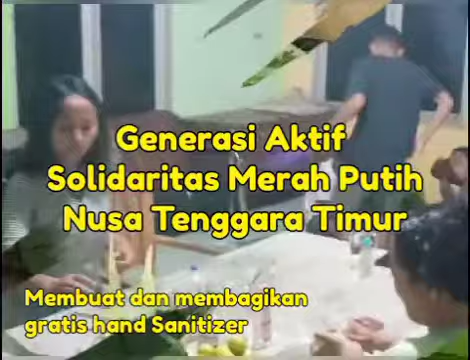 Generasi Aktif
Solidaritas Merah Putih
Nusa Tenggara Timur
Membuat dan membagikan
gratis hand Sanitizer